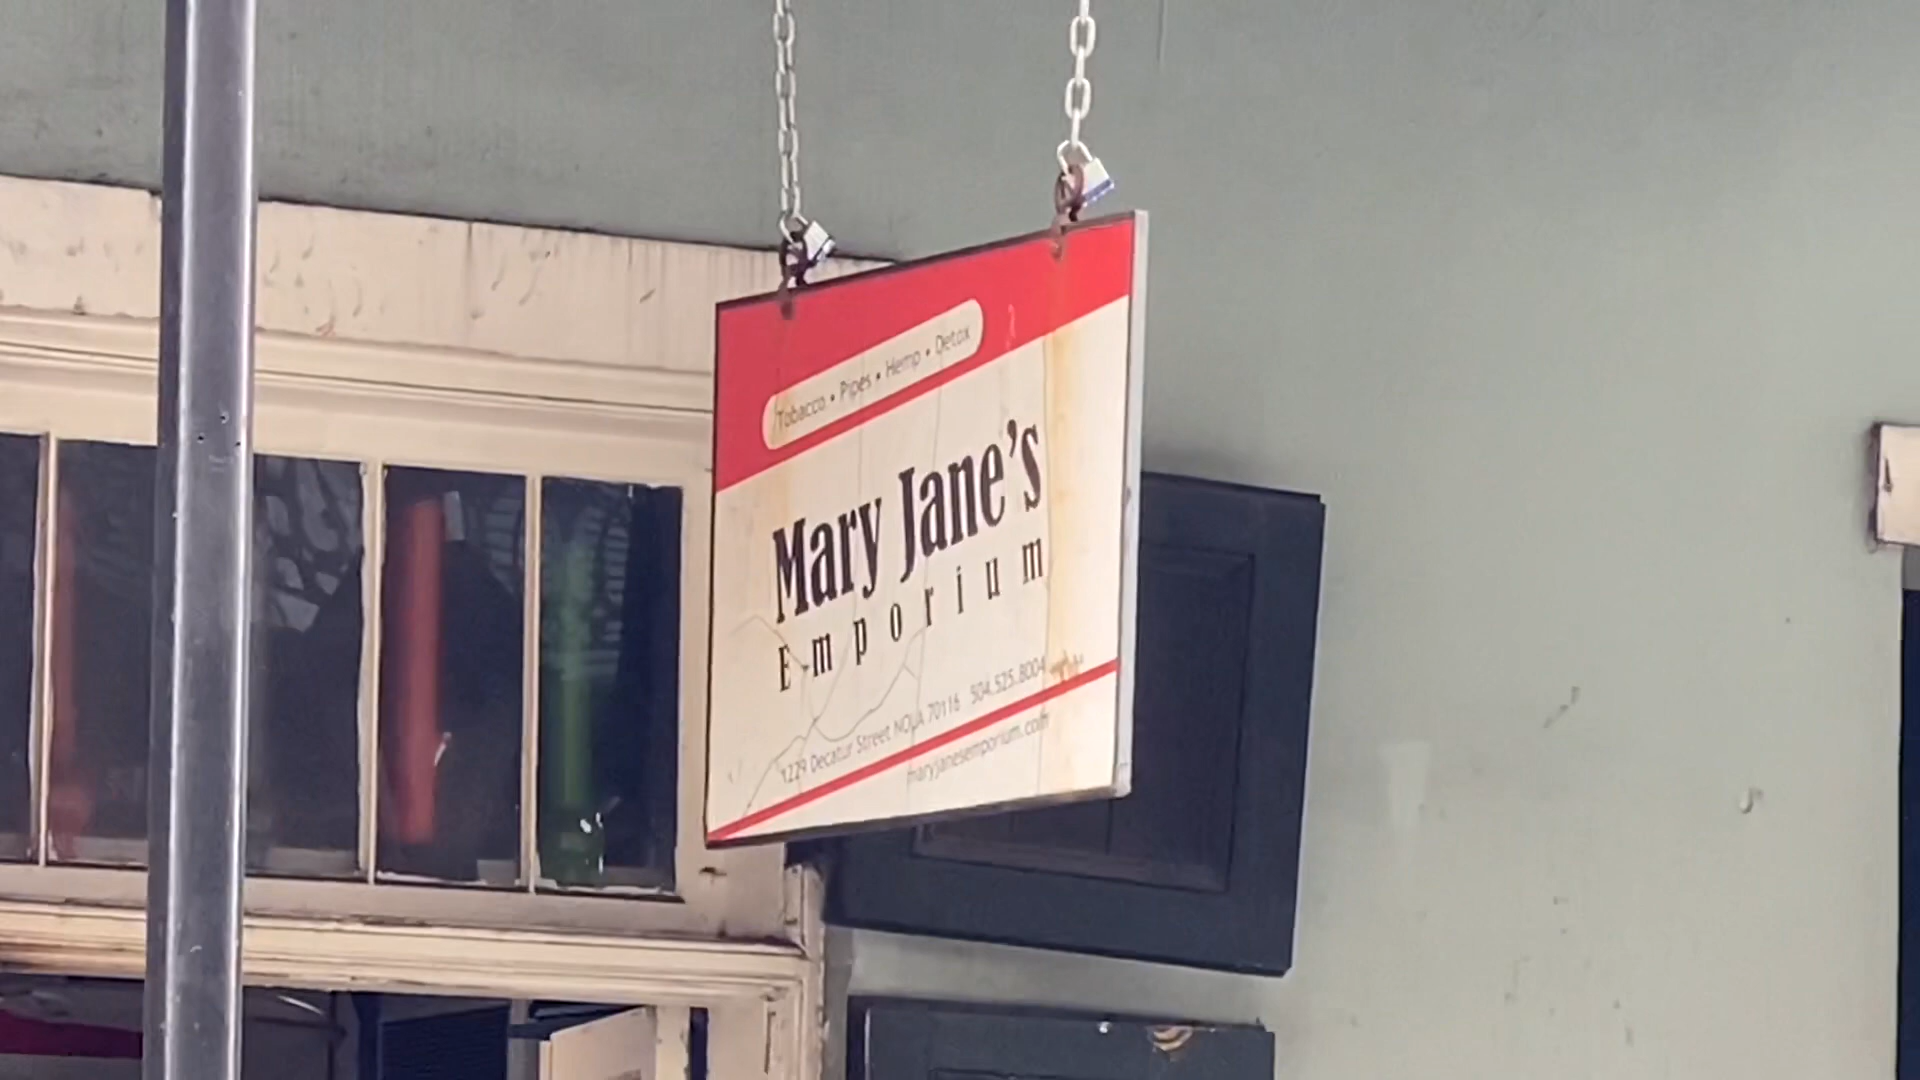 Tobacco • Pipes • Hemp • Detox
Mary Jane's
Emporium
1229 Decatur Street NOLA 70116 504.525.8004
maryjanesemporium.com